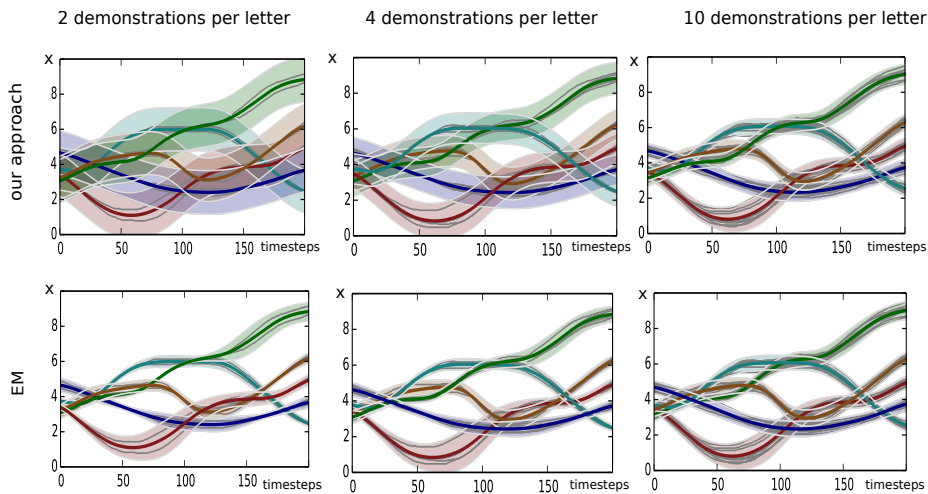 2 demonstrations per letter
4 demonstrations per letter
10 demonstrations per letter
our approach
x
8
6
4
2
0
0 50 100 150 timesteps
x
8
6
4
2
0
0 50 100 150 timesteps
x
8
6
4
2
0
0 50 100 150 timesteps
EM
x
8
6
4
2
0
0 50 100 150 timesteps
x
8
6
4
2
0
0 50 100 150 timesteps
x
8
6
4
2
0
0 50 100 150 timesteps